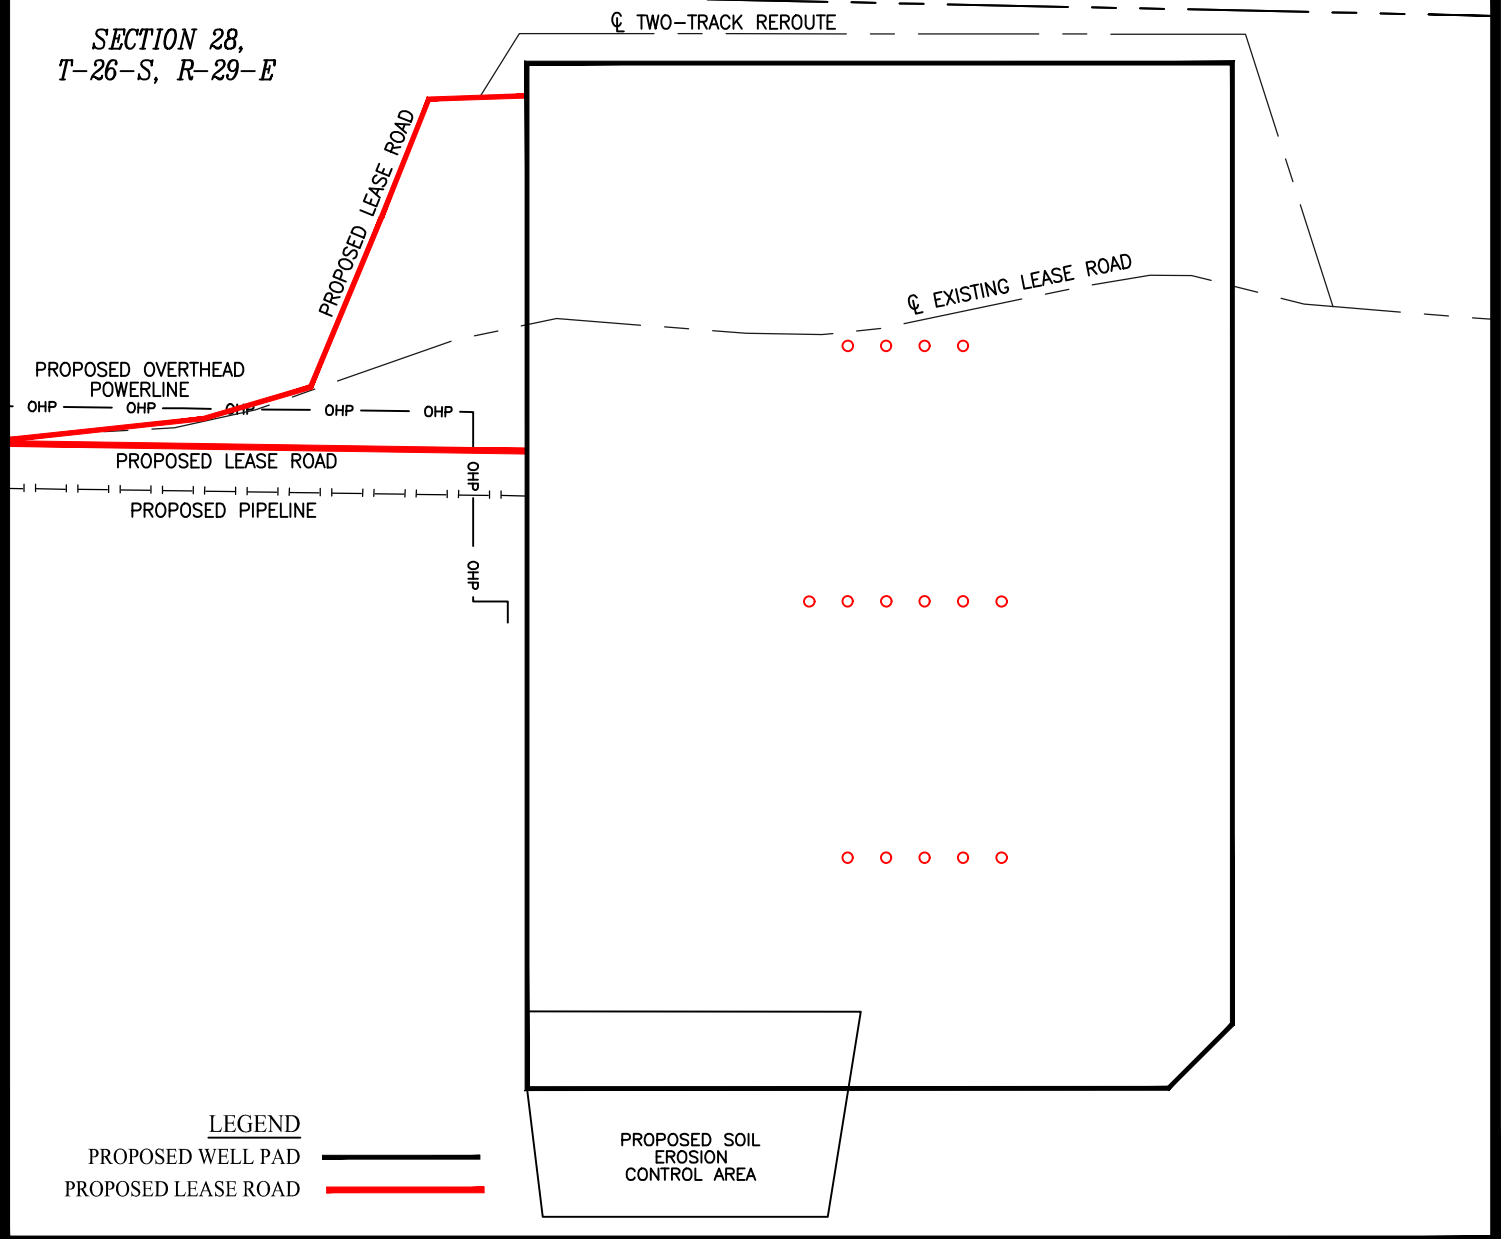 ℄ TWO-TRACK REROUTE
SECTION 28,
T-26-S, R-29-E
PROPOSED LEASE ROAD
℄ EXISTING LEASE ROAD
PROPOSED OVERHEAD
POWERLINE
OHP OHP OHP OHP OHP
PROPOSED LEASE ROAD
OHP
PROPOSED PIPELINE
OHP
LEGEND
PROPOSED WELL PAD
PROPOSED LEASE ROAD
PROPOSED SOIL
EROSION
CONTROL AREA